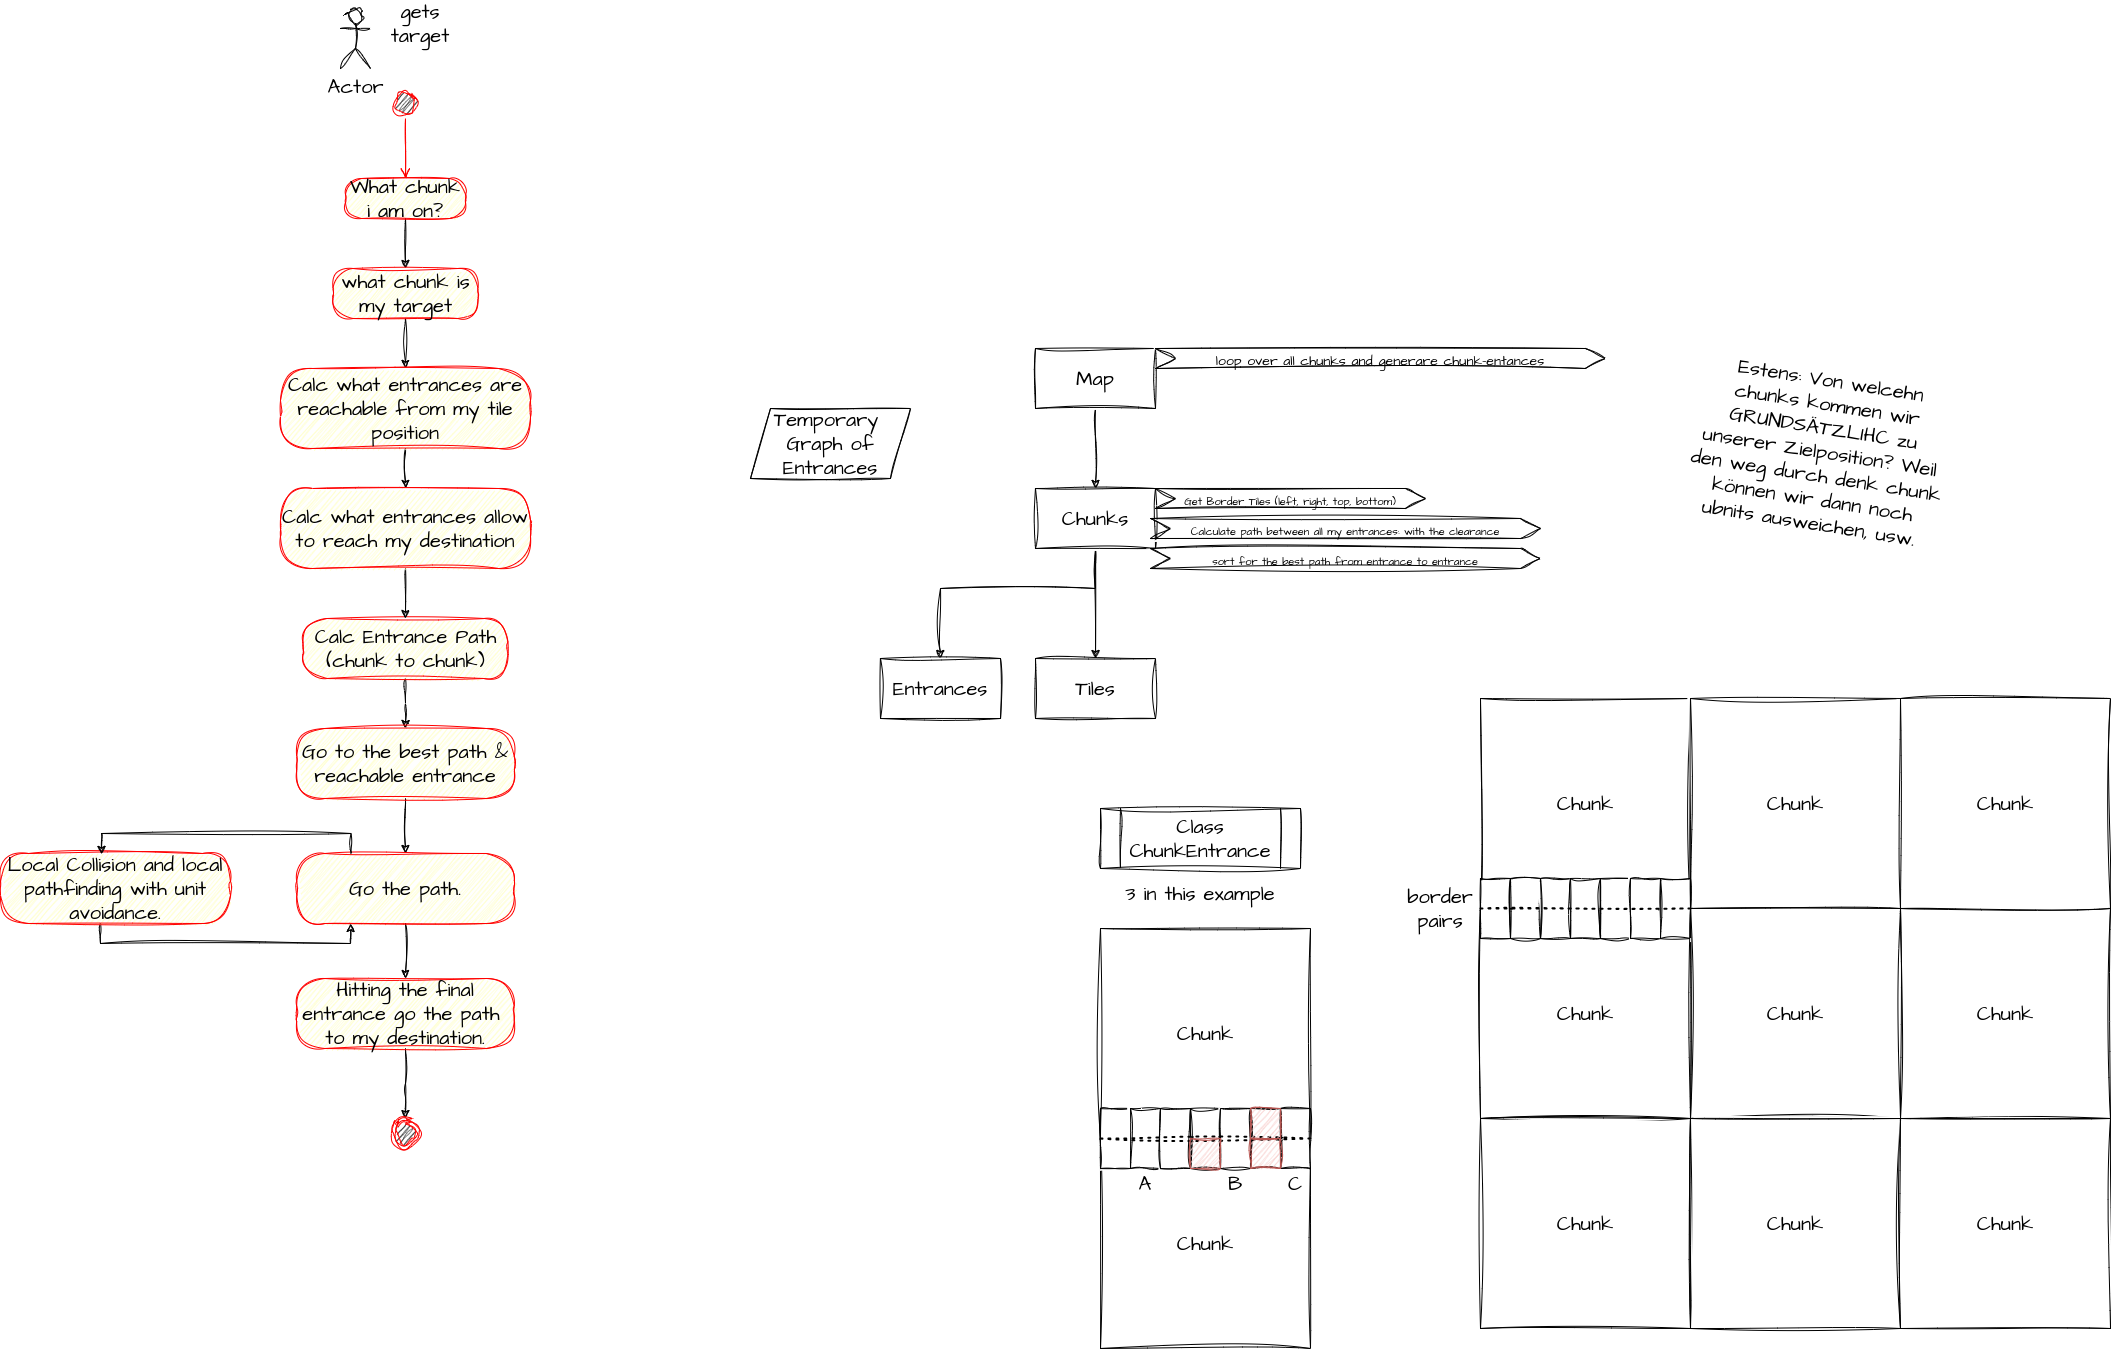 gets
target
Actor
What chunk
i am on?
what chunk is
my target
Calc what entrances are
reachable from my tile
position
Calc what entrances allow
to reach my destination
Calc Entrance Path
(chunk to chunk)
Go to the best path &
reachable entrance
Local Collision and local
pathfinding with unit
avoidance.
Go the path.
Hitting the final
entrance go the path
to my destination.
Temporary
Graph of
Entrances
Map
loop over all chunks and generare chunk-entances
Chunks
Get Border Tiles (left, right, top, bottom)
Calculate path between all my entrances: with the clearance
sort for the best path from entrance to entrance
Entrances
Tiles
Estens: Von welcehn
chunks kommen wir
GRUNDSÄTZLIHC zu
unserer Zielposition? Weil
den weg durch denk chunk
können wir dann noch
ubnits ausweichen, usw.
Class
ChunkEntrance
3 in this example
Chunk
A
B
C
Chunk
border
pairs
Chunk
Chunk
Chunk
Chunk
Chunk
Chunk
Chunk
Chunk
Chunk